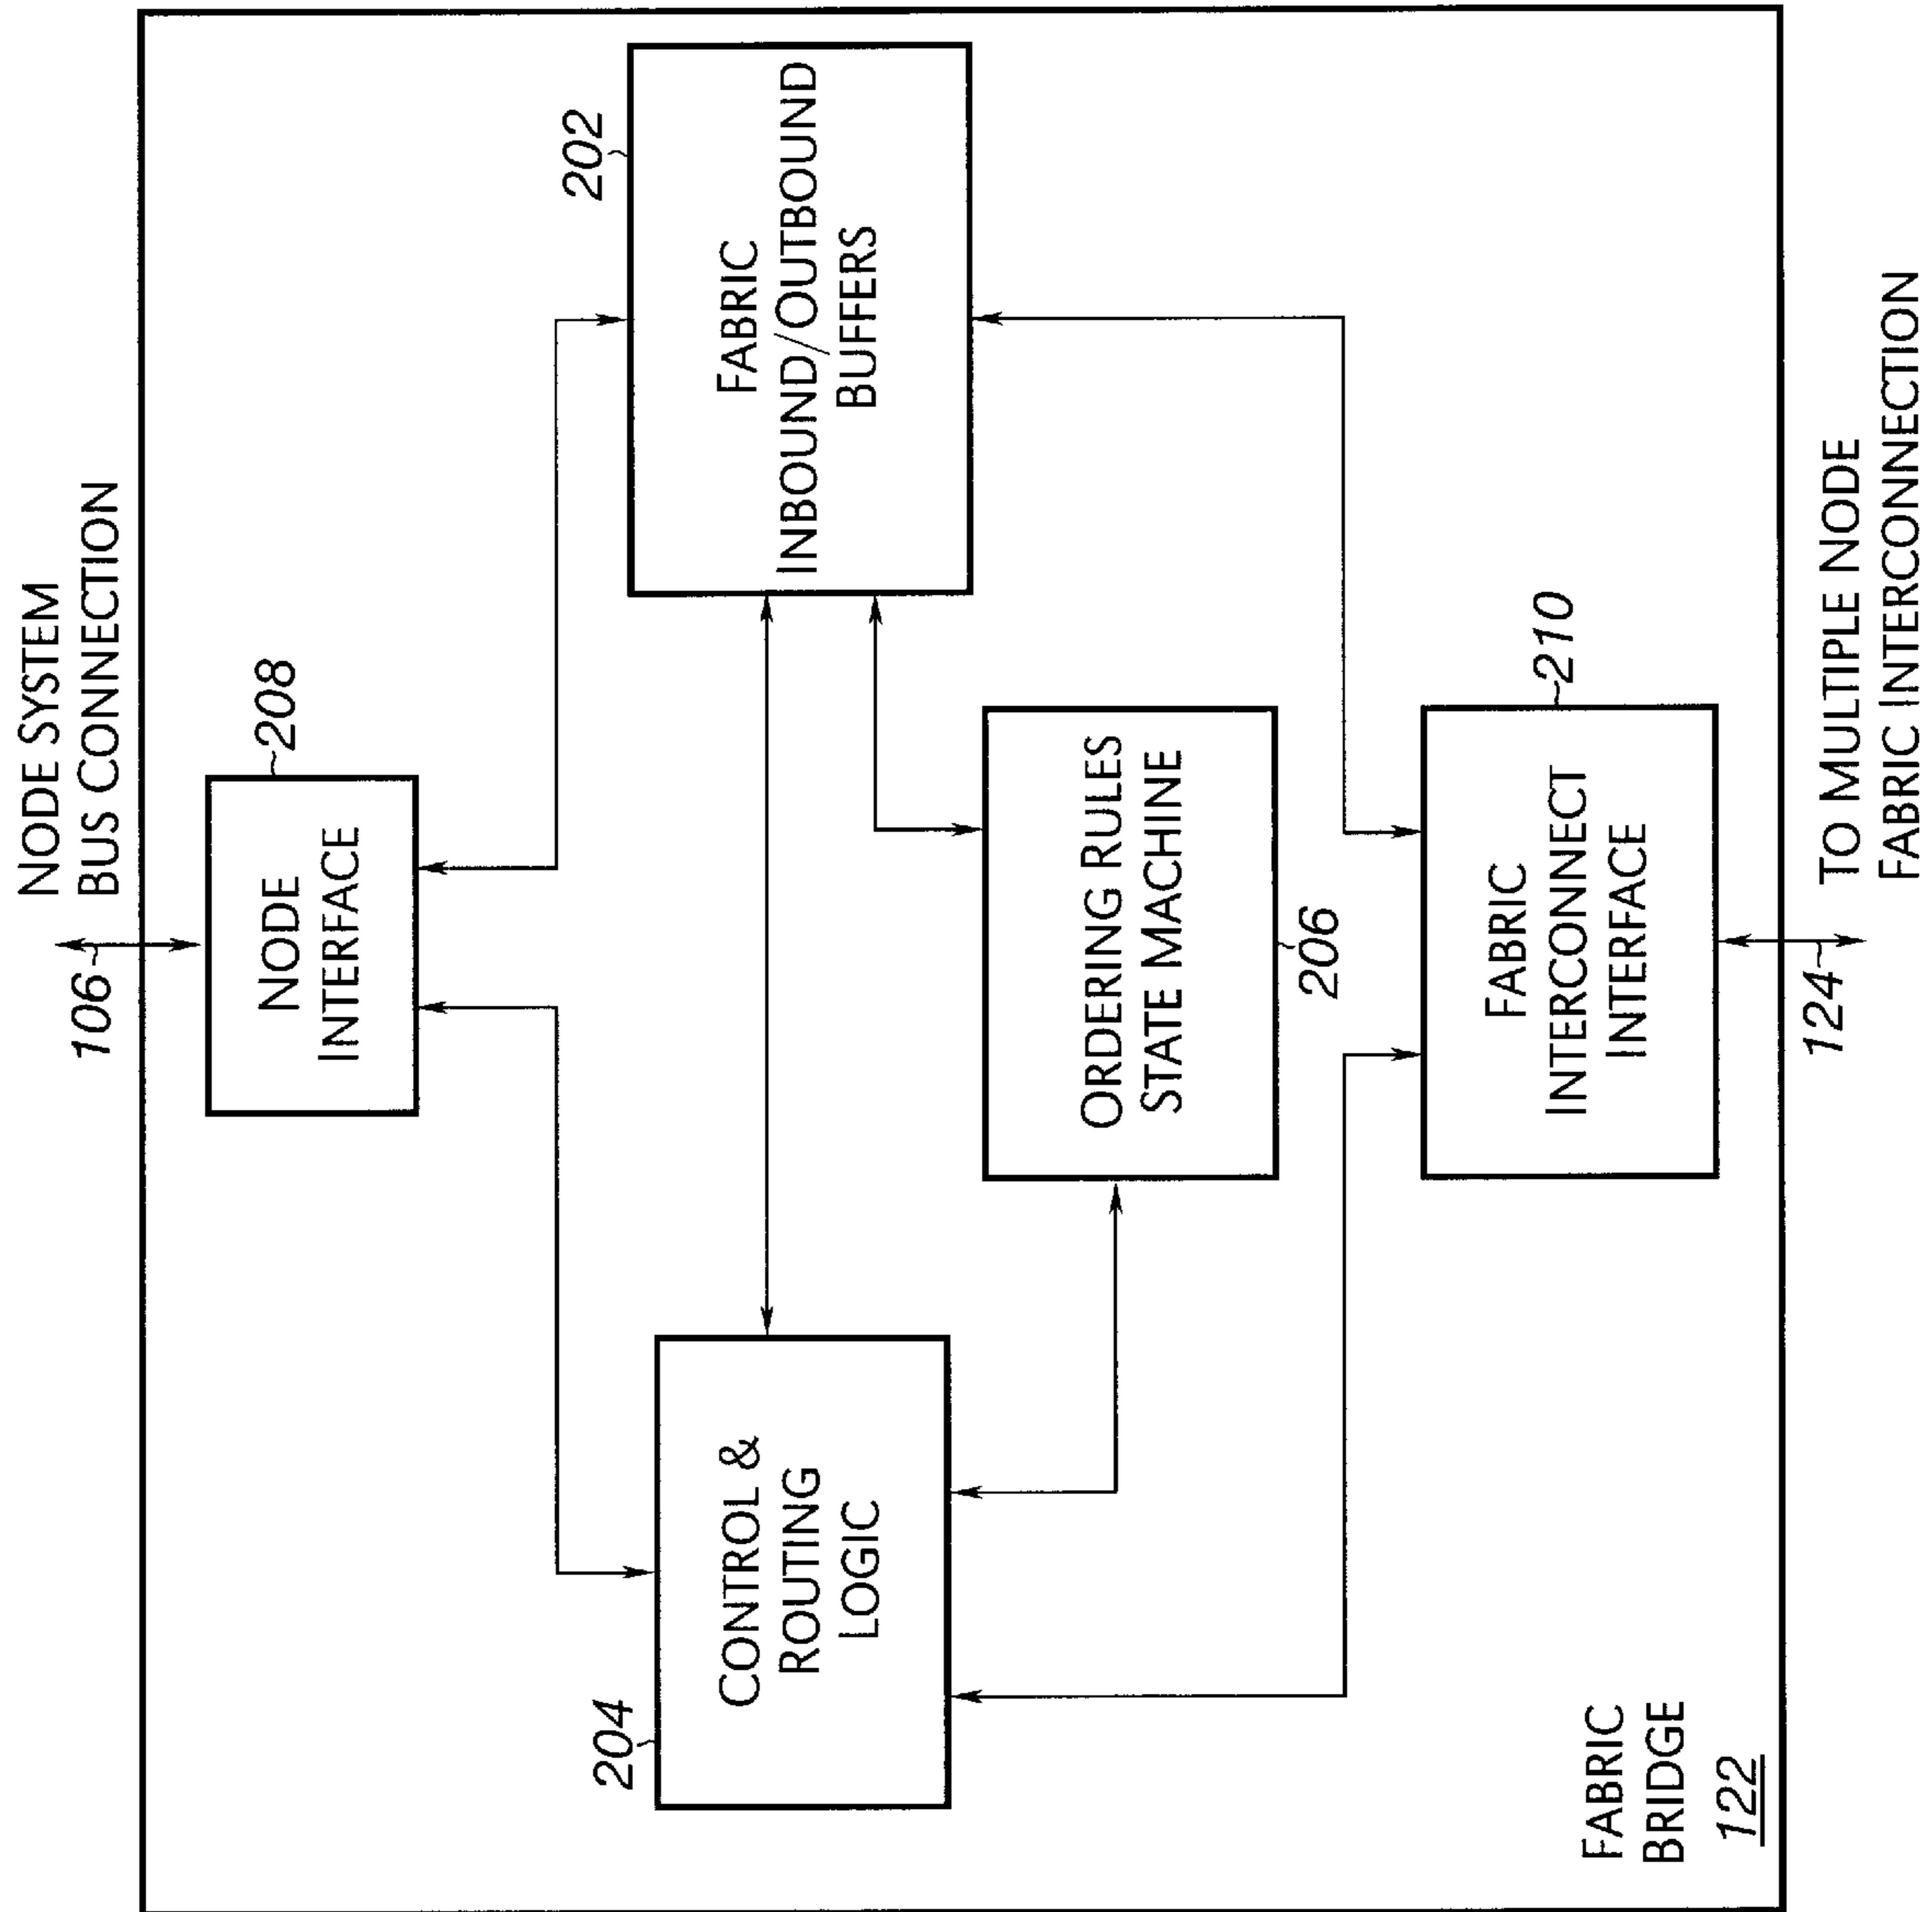 NODE SYSTEM
BUS CONNECTION
106
208
NODE
INTERFACE
202
FABRIC
INBOUND/OUTBOUND
BUFFERS
204
CONTROL &
ROUTING
LOGIC
ORDERING RULES
STATE MACHINE
206
210
FABRIC
INTERCONNECT
INTERFACE
FABRIC
BRIDGE
122
124
TO MULTIPLE NODE
FABRIC INTERCONNECTION